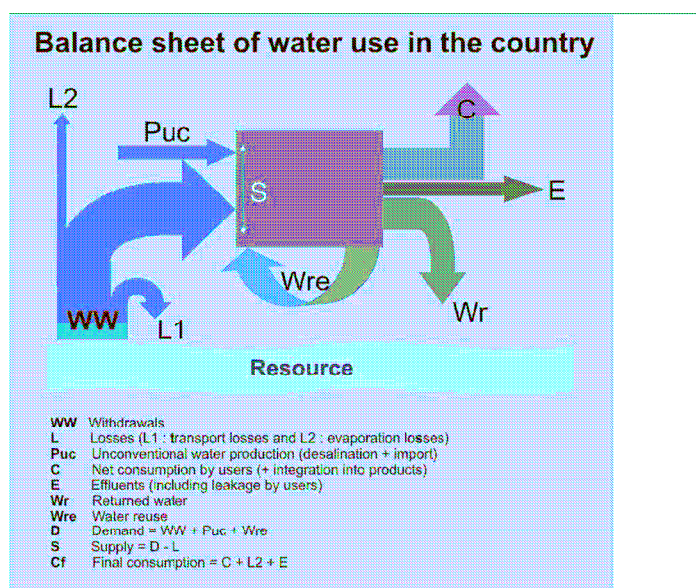 Balance sheet of water use in the country
L2
Puc
C
S
E
Wre
Wr
WW
L1
Resource
WW Withdrawals
L Losses (L1 : transport losses and L2 : evaporation losses)
Puc Unconventional water production (desalination + import)
C Net consumption by users (+ integration into products)
E Effluents (including leakage by users)
Wr Returned water
Wre Water reuse
D Demand = WW + Puc + Wre
S Supply = D - L
Cf Final consumption = C + L2 + E